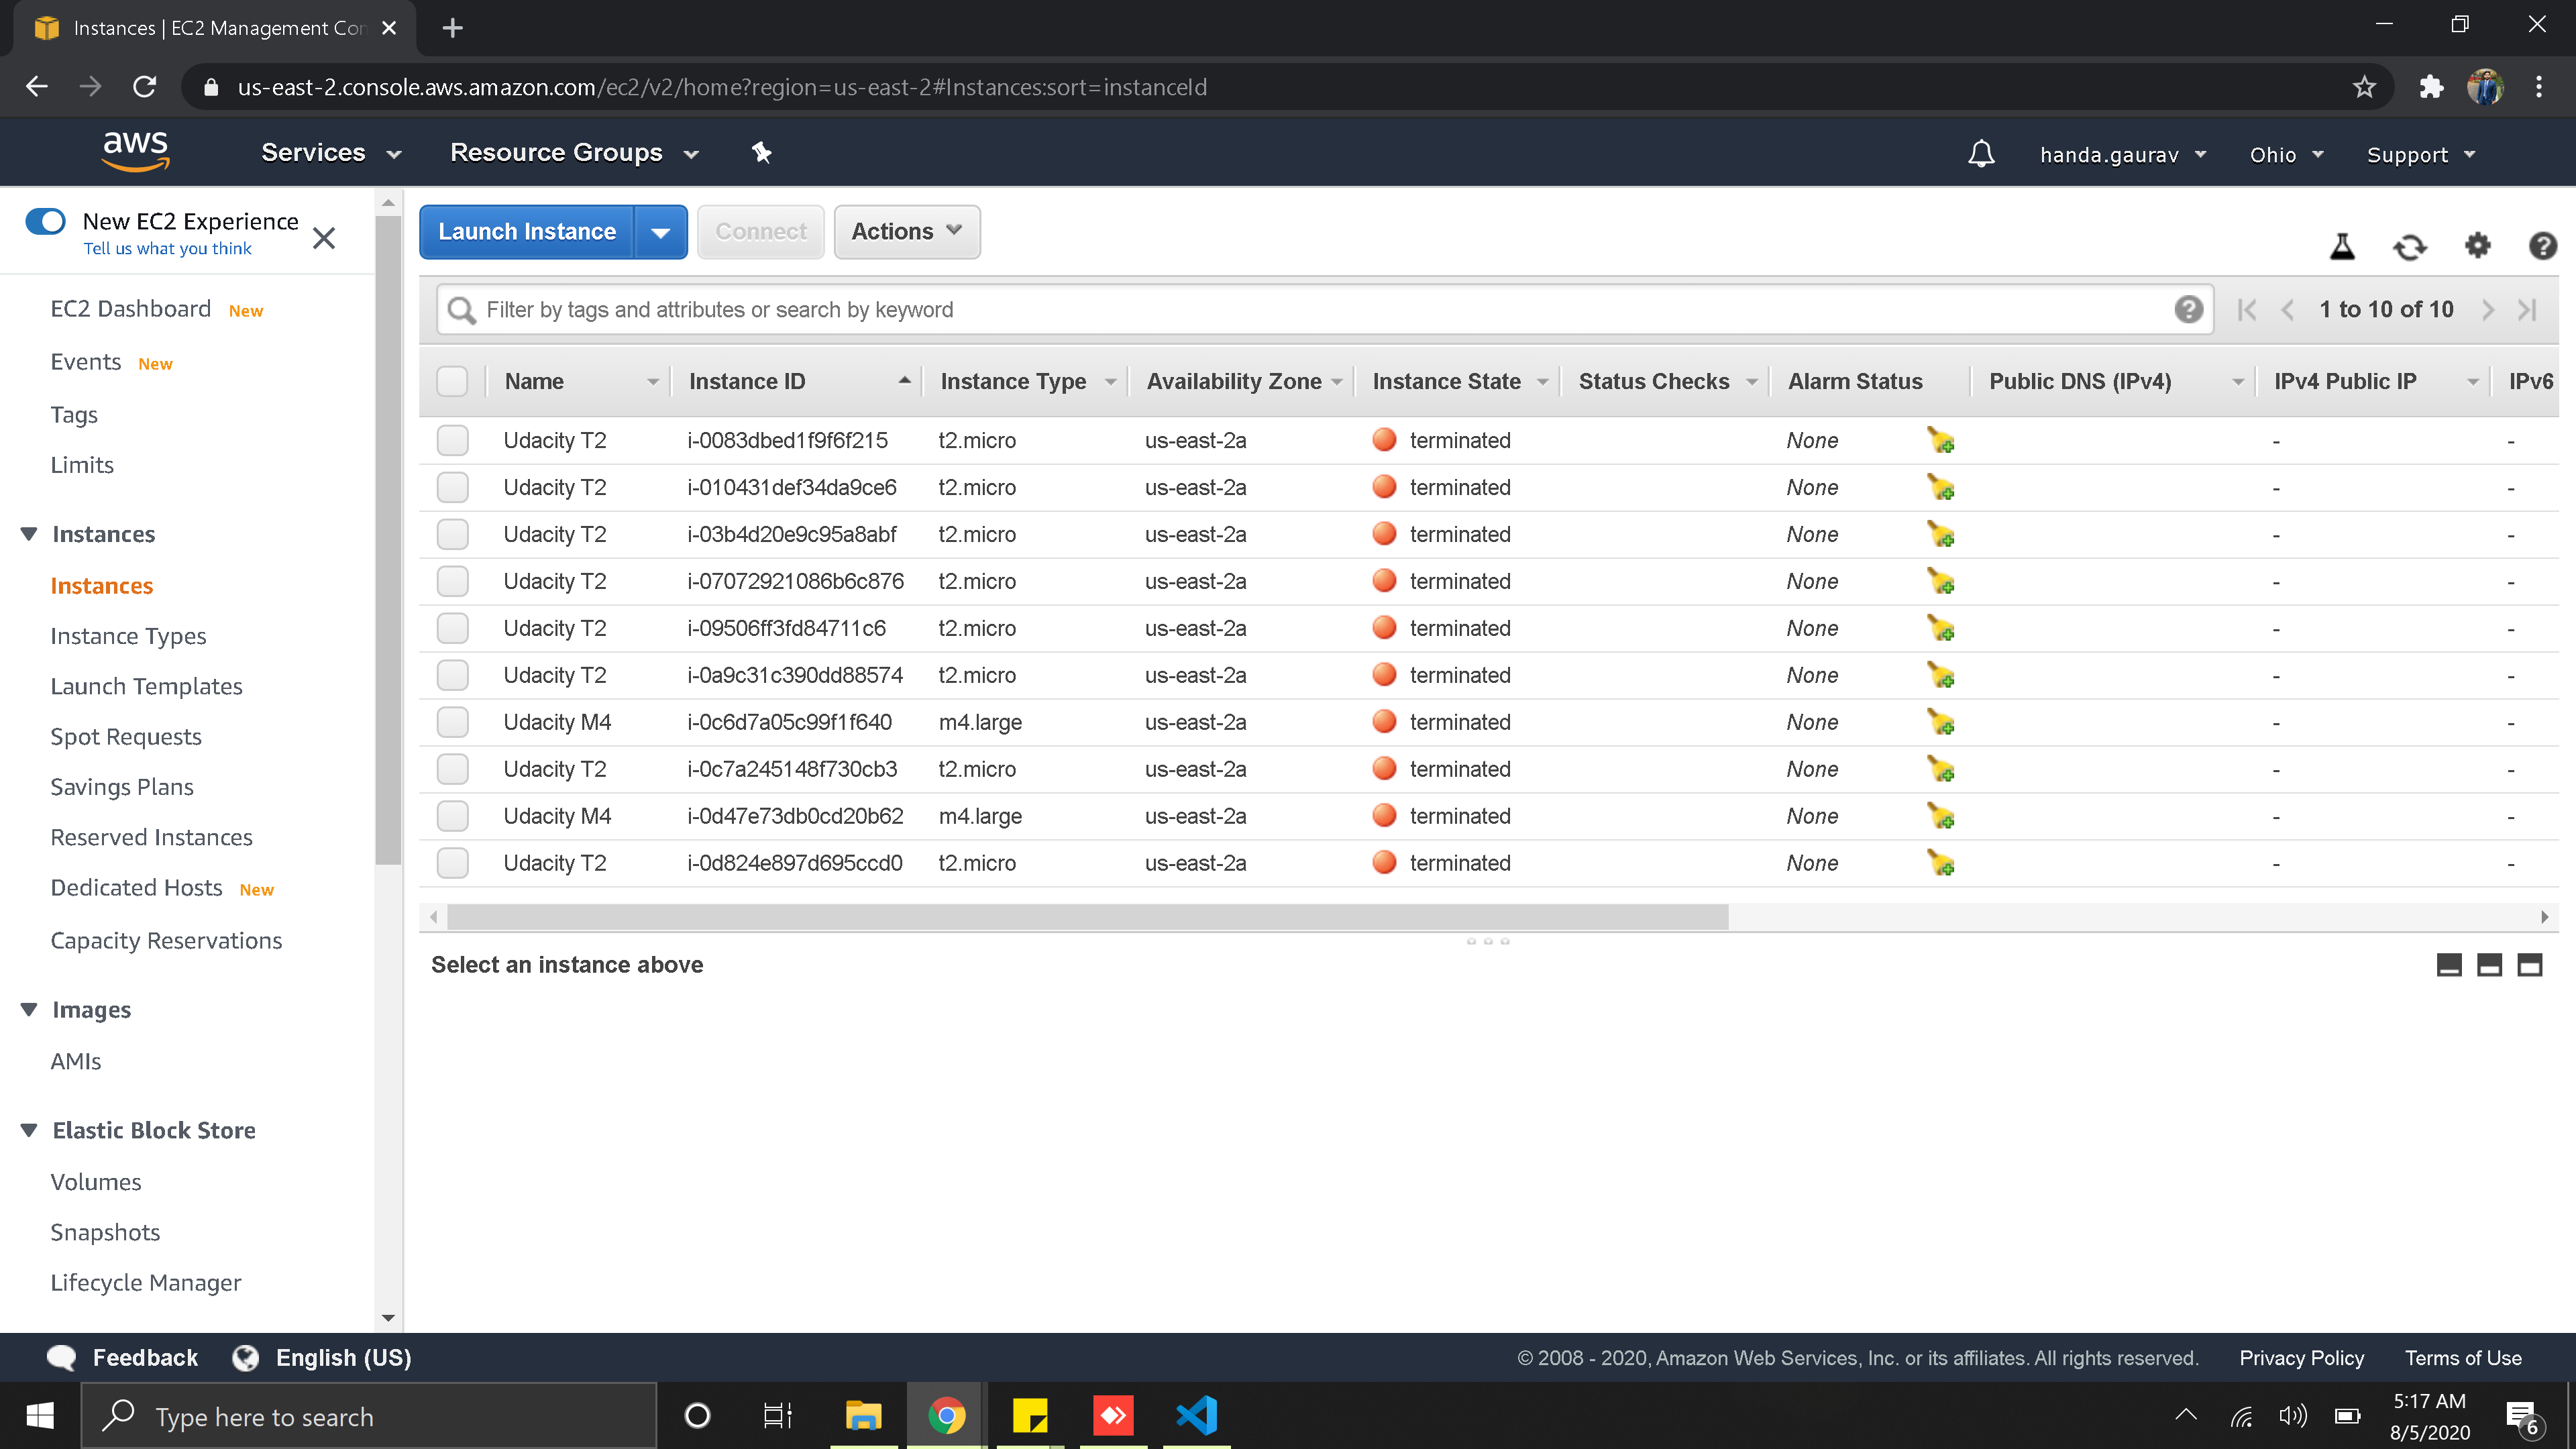 Instances | EC2 Management Con
us-east-2.console.aws.amazon.com/ec2/v2/home?region=us-east-2#Instances:sort=instanceId
aws Services Resource Groups handa.gaurav Ohio Support
New EC2 Experience
Tell us what you think
EC2 Dashboard New
Events New
Tags
Limits
Instances
Instances
Instance Types
Launch Templates
Spot Requests
Savings Plans
Reserved Instances
Dedicated Hosts New
Capacity Reservations
Images
AMIs
Elastic Block Store
Volumes
Snapshots
Lifecycle Manager
Launch Instance Connect Actions
Filter by tags and attributes or search by keyword 1 to 10 of 10
Name Instance ID Instance Type Availability Zone Instance State Status Checks Alarm Status Public DNS (IPv4) IPv4 Public IP IPv6
Udacity T2 i-0083dbed1f9f6f215 t2.micro us-east-2a terminated None - -
Udacity T2 i-010431def34da9ce6 t2.micro us-east-2a terminated None - -
Udacity T2 i-03b4d20e9c95a8abf t2.micro us-east-2a terminated None - -
Udacity T2 i-07072921086b6c876 t2.micro us-east-2a terminated None - -
Udacity T2 i-09506ff3fd84711c6 t2.micro us-east-2a terminated None - -
Udacity T2 i-0a9c31c390dd88574 t2.micro us-east-2a terminated None - -
Udacity M4 i-0c6d7a05c99f1f640 m4.large us-east-2a terminated None - -
Udacity T2 i-0c7a245148f730cb3 t2.micro us-east-2a terminated None - -
Udacity M4 i-0d47e73db0cd20b62 m4.large us-east-2a terminated None - -
Udacity T2 i-0d824e897d695ccd0 t2.micro us-east-2a terminated None - -
Select an instance above
Feedback English (US) © 2008 - 2020, Amazon Web Services, Inc. or its affiliates. All rights reserved. Privacy Policy Terms of Use
Type here to search
5:17 AM
8/5/2020
6